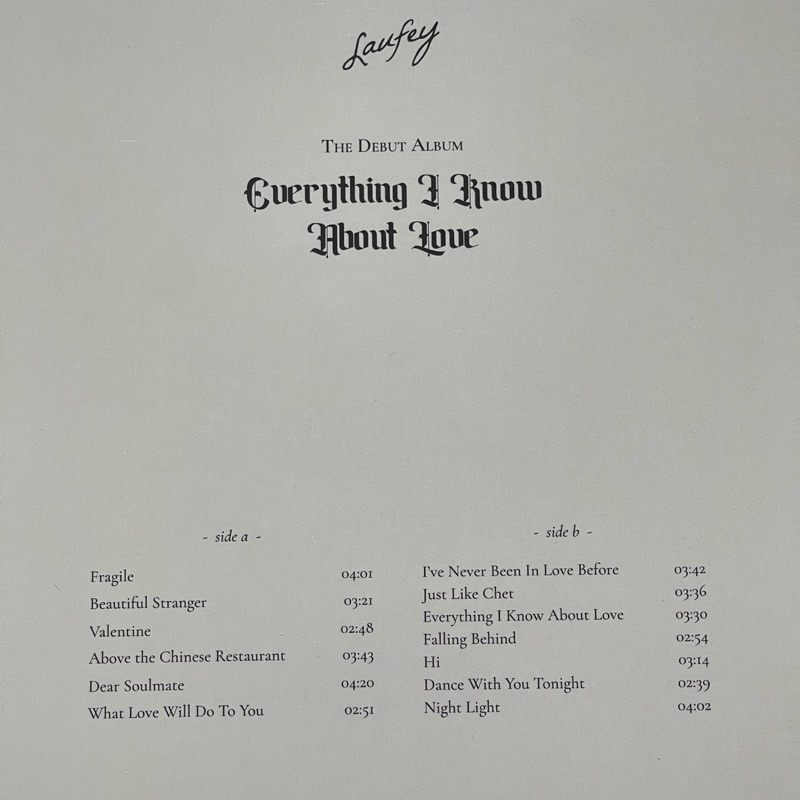 Laufey
The Debut Album
Everything I Know
About Love
- side a -
Fragile 04:01
Beautiful Stranger 03:21
Valentine 02:48
Above the Chinese Restaurant 03:43
Dear Soulmate 04:20
What Love Will Do To You 02:51
- side b -
I've Never Been In Love Before 03:42
Just Like Chet 03:36
Everything I Know About Love 03:30
Falling Behind 02:54
Hi 03:14
Dance With You Tonight 02:39
Night Light 04:02